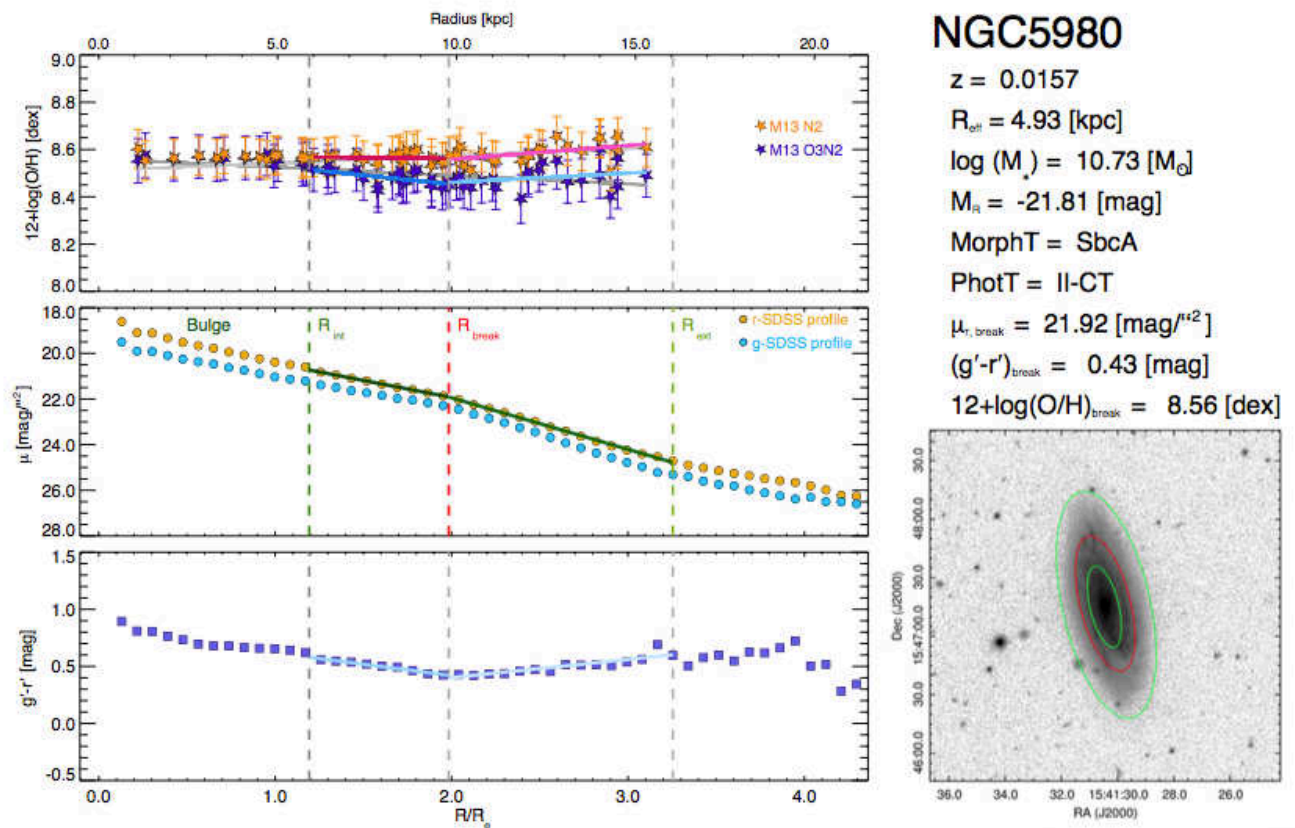 Radius [kpc]
0.0 5.0 10.0 15.0 20.0
9.0
8.8
8.6
8.4
8.2
8.0
12+log(O/H) [dex]
M13 N2
M13 O3N2
18.0
20.0
22.0
24.0
26.0
28.0
μ [mag/"²]
Bulge
R_int
R_break
R_ext
r-SDSS profile
g-SDSS profile
1.5
1.0
0.5
0.0
-0.5
g'-r' [mag]
0.0 1.0 2.0 3.0 4.0
R/R_e
NGC5980
z = 0.0157
R_eff = 4.93 [kpc]
log (M_*) = 10.73 [M_⊙]
M_R = -21.81 [mag]
MorphT = SbcA
PhotT = II-CT
μ_r, break = 21.92 [mag/"²]
(g'-r')_break = 0.43 [mag]
12+log(O/H)_break = 8.56 [dex]
30.0
48:00.0
30.0
15:47:00.0
30.0
46:00.0
Dec (J2000)
36.0 34.0 32.0 15:41:30.0 28.0 26.0
RA (J2000)